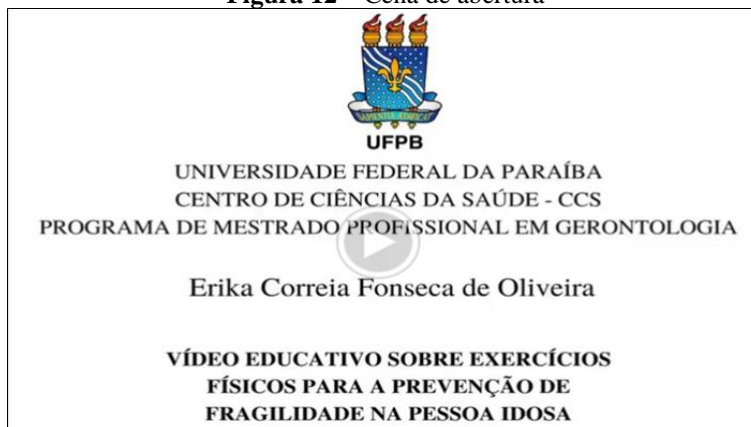 Figura 12 – Cena de abertura
SAPIENTIA ÆDIFICAT
UFPB
UNIVERSIDADE FEDERAL DA PARAÍBA
CENTRO DE CIÊNCIAS DA SAÚDE - CCS
PROGRAMA DE MESTRADO PROFISSIONAL EM GERONTOLOGIA
Erika Correia Fonseca de Oliveira
VÍDEO EDUCATIVO SOBRE EXERCÍCIOS
FÍSICOS PARA A PREVENÇÃO DE
FRAGILIDADE NA PESSOA IDOSA